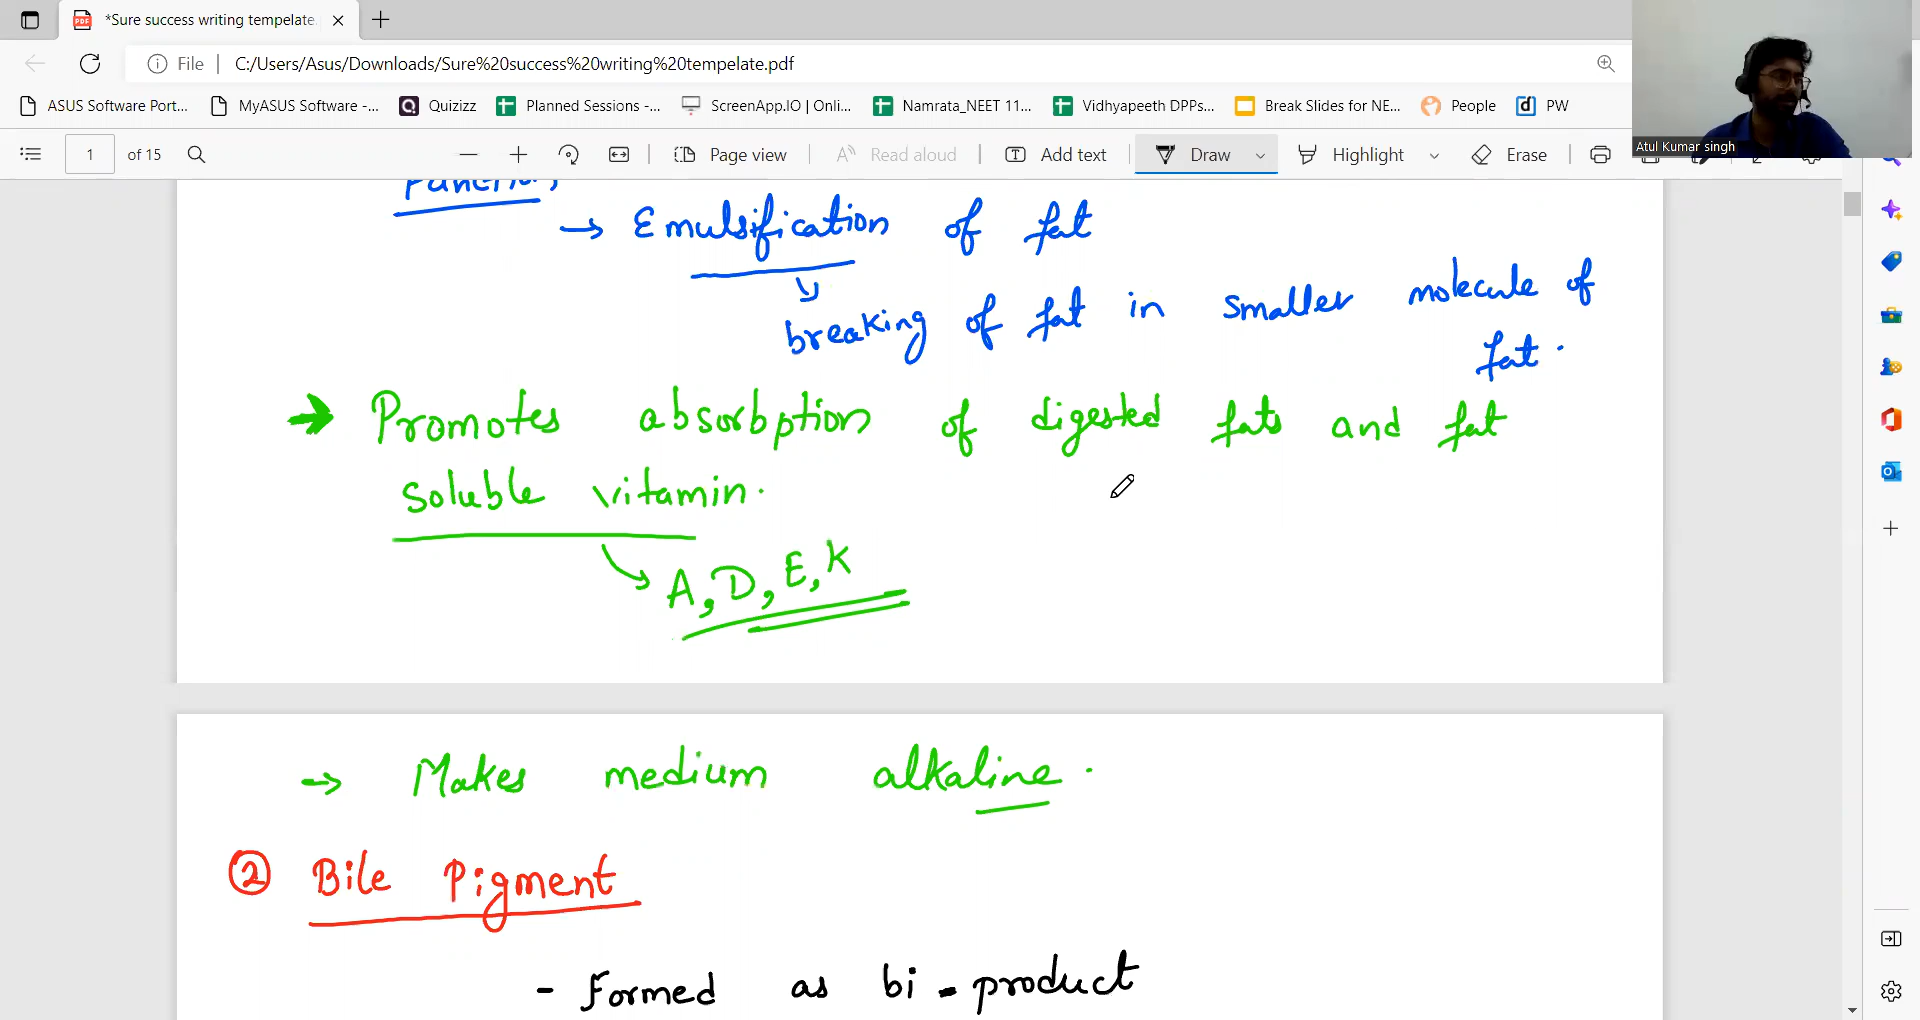 *Sure success writing tempelate
File
C:/Users/Asus/Downloads/Sure%20success%20writing%20tempelate.pdf
ASUS Software Port...
MyASUS Software -...
Quizizz
Planned Sessions -...
ScreenApp.IO | Onli...
Namrata_NEET 11...
Vidhyapeeth DPPs...
Break Slides for NE...
People
PW
Atul Kumar singh
1 of 15
Page view
Read aloud
Add text
Draw
Highlight
Erase
Function
→ Emulsification of fat
breaking of fat in smaller molecule of
fat.
→ Promotes absorbption of digested fats and fat
soluble vitamin.
A, D, E, K
→ Makes medium alkaline.
② Bile Pigment
- Formed as bi-product